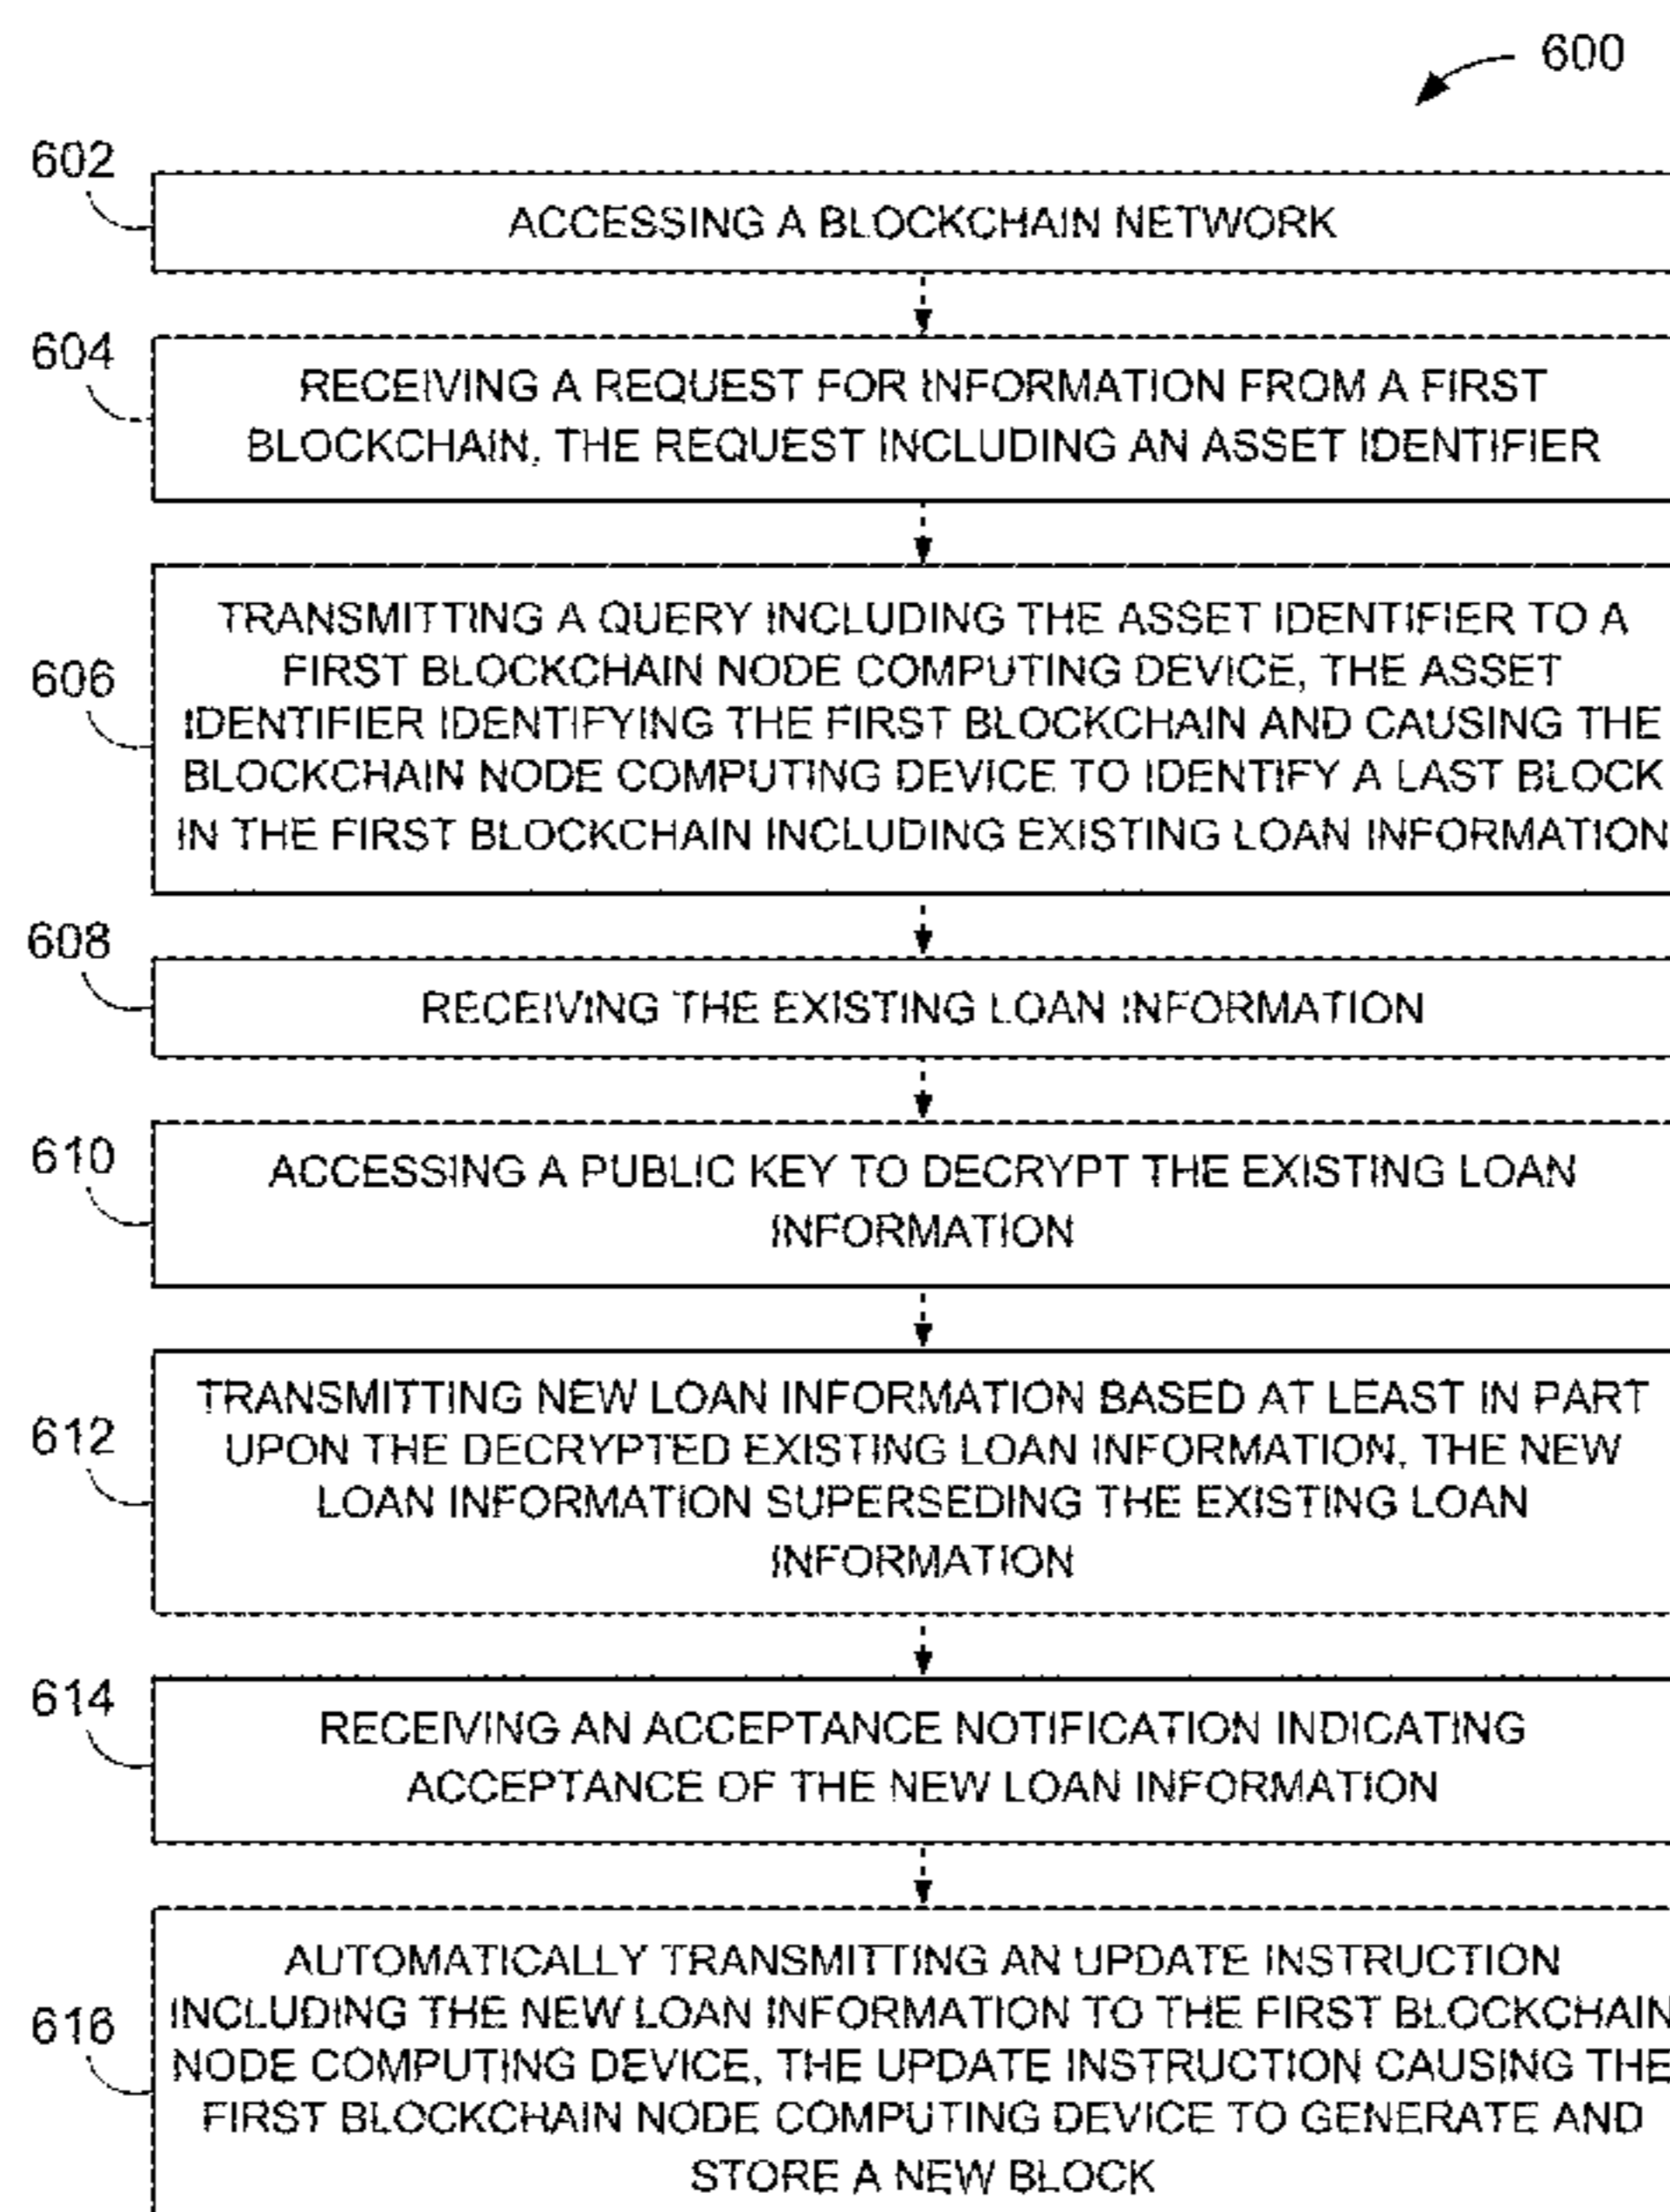 600
602
ACCESSING A BLOCKCHAIN NETWORK
604
RECEIVING A REQUEST FOR INFORMATION FROM A FIRST
BLOCKCHAIN, THE REQUEST INCLUDING AN ASSET IDENTIFIER
606
TRANSMITTING A QUERY INCLUDING THE ASSET IDENTIFIER TO A
FIRST BLOCKCHAIN NODE COMPUTING DEVICE, THE ASSET
IDENTIFIER IDENTIFYING THE FIRST BLOCKCHAIN AND CAUSING THE
BLOCKCHAIN NODE COMPUTING DEVICE TO IDENTIFY A LAST BLOCK
IN THE FIRST BLOCKCHAIN INCLUDING EXISTING LOAN INFORMATION
608
RECEIVING THE EXISTING LOAN INFORMATION
610
ACCESSING A PUBLIC KEY TO DECRYPT THE EXISTING LOAN
INFORMATION
612
TRANSMITTING NEW LOAN INFORMATION BASED AT LEAST IN PART
UPON THE DECRYPTED EXISTING LOAN INFORMATION, THE NEW
LOAN INFORMATION SUPERSEDING THE EXISTING LOAN
INFORMATION
614
RECEIVING AN ACCEPTANCE NOTIFICATION INDICATING
ACCEPTANCE OF THE NEW LOAN INFORMATION
616
AUTOMATICALLY TRANSMITTING AN UPDATE INSTRUCTION
INCLUDING THE NEW LOAN INFORMATION TO THE FIRST BLOCKCHAIN
NODE COMPUTING DEVICE, THE UPDATE INSTRUCTION CAUSING THE
FIRST BLOCKCHAIN NODE COMPUTING DEVICE TO GENERATE AND
STORE A NEW BLOCK